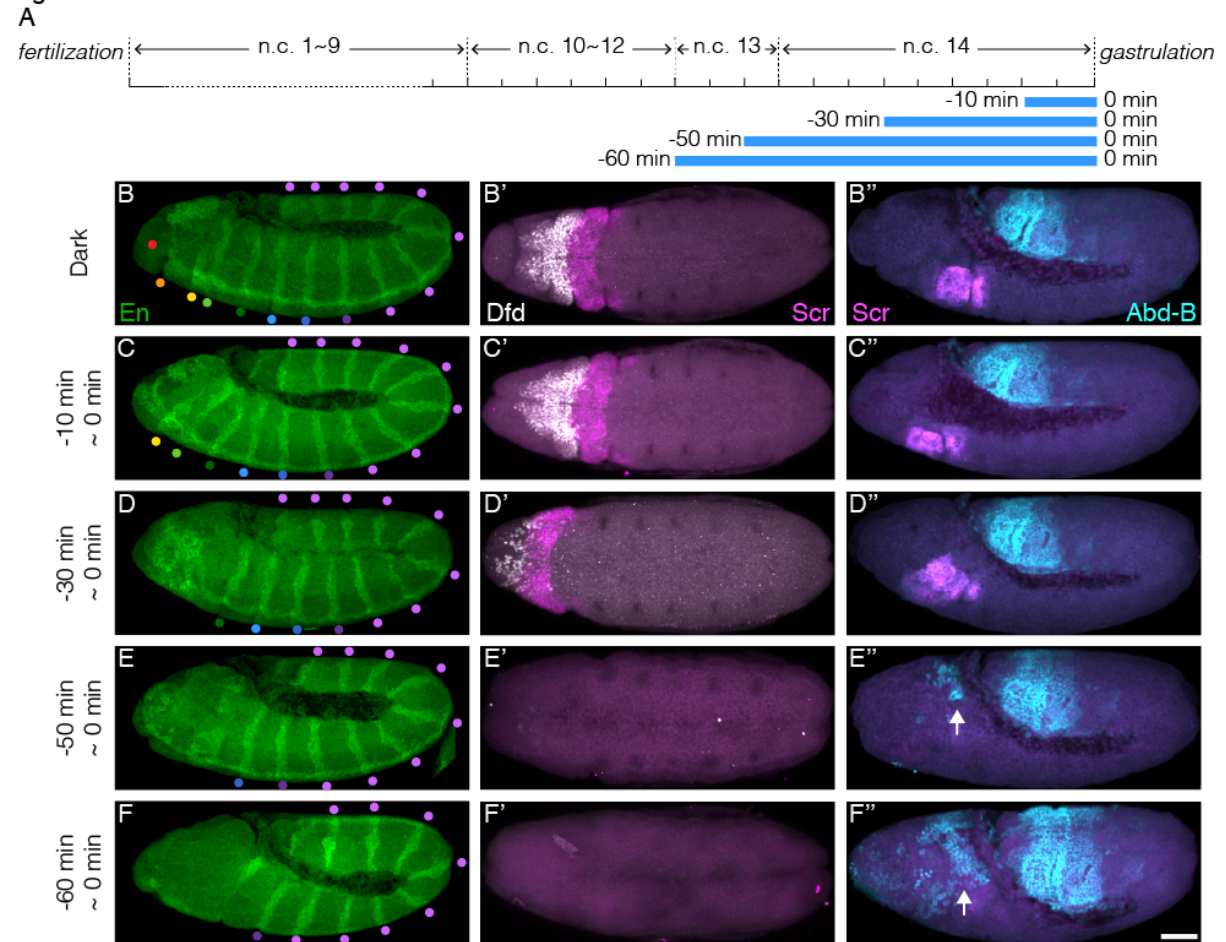 A
fertilization n.c. 1~9 n.c. 10~12 n.c. 13 n.c. 14 gastrulation
-10 min 0 min
-30 min 0 min
-50 min 0 min
-60 min 0 min
Dark
B En
B’ Dfd Scr
B’’ Scr Abd-B
-10 min
~ 0 min
C
C’
C’’
-30 min
~ 0 min
D
D’
D’’
-50 min
~ 0 min
E
E’
E’’
-60 min
~ 0 min
F
F’
F’’